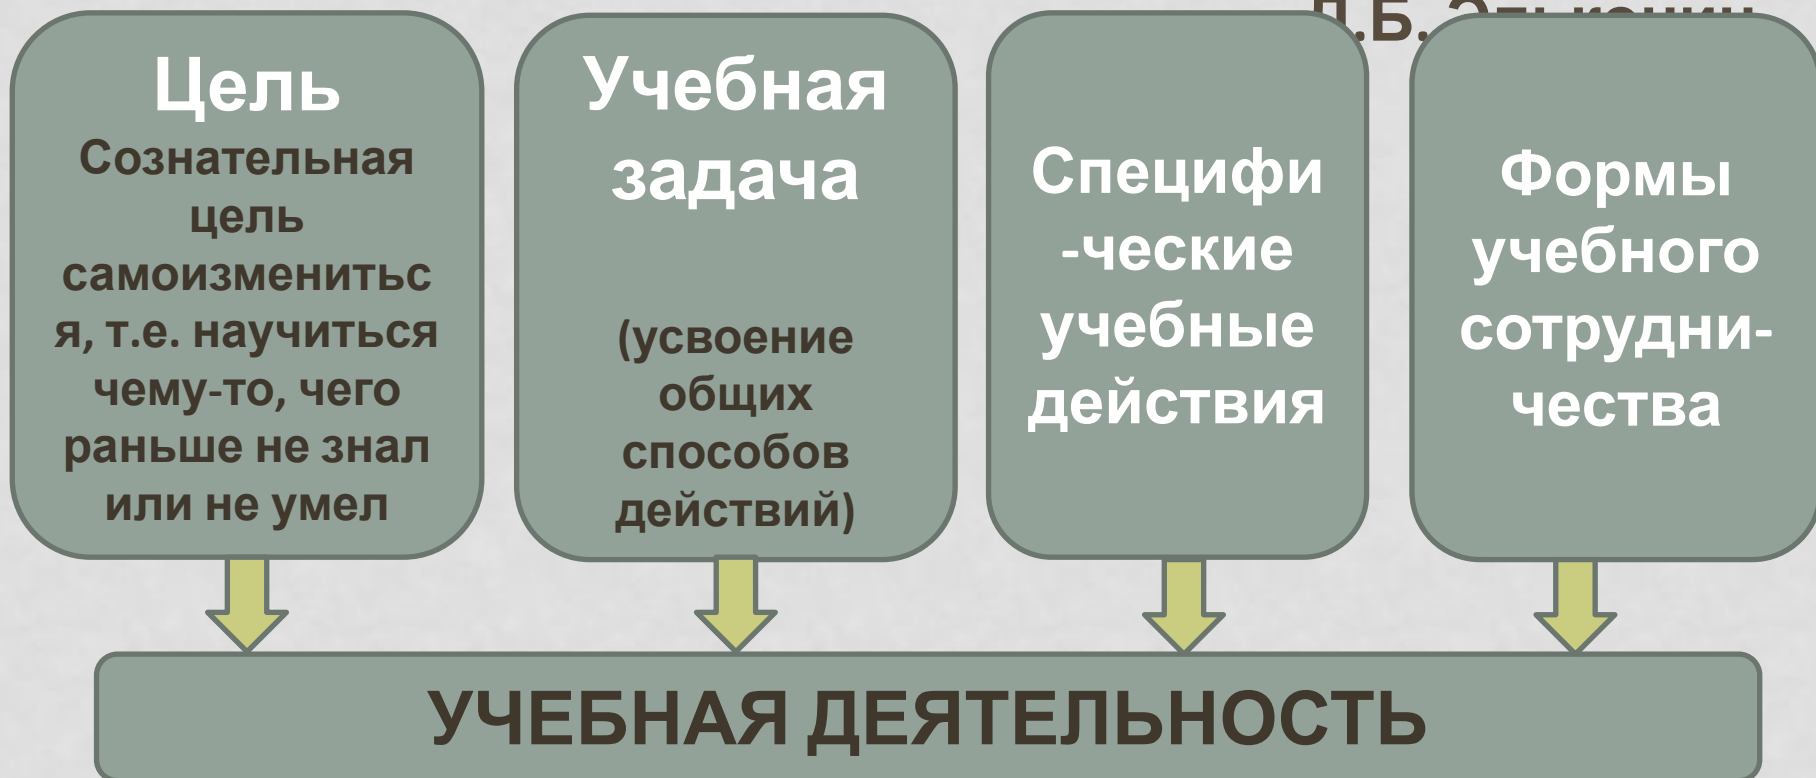 Л.Б.
Цель
Сознательная
цель
самоизменитьс
я, т.е. научиться
чему-то, чего
раньше не знал
или не умел
Учебная
задача
(усвоение
общих
способов
действий)
Специфи
-ческие
учебные
действия
Формы
учебного
сотрудни-
чества
УЧЕБНАЯ ДЕЯТЕЛЬНОСТЬ